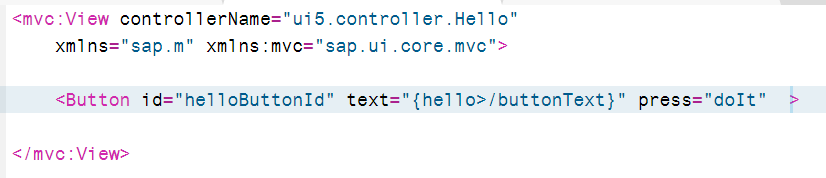 <mvc:View controllerName="ui5.controller.Hello"
xmlns="sap.m" xmlns:mvc="sap.ui.core.mvc">
<Button id="helloButtonId" text="{hello>/buttonText}" press="doIt"  >
</mvc:View>